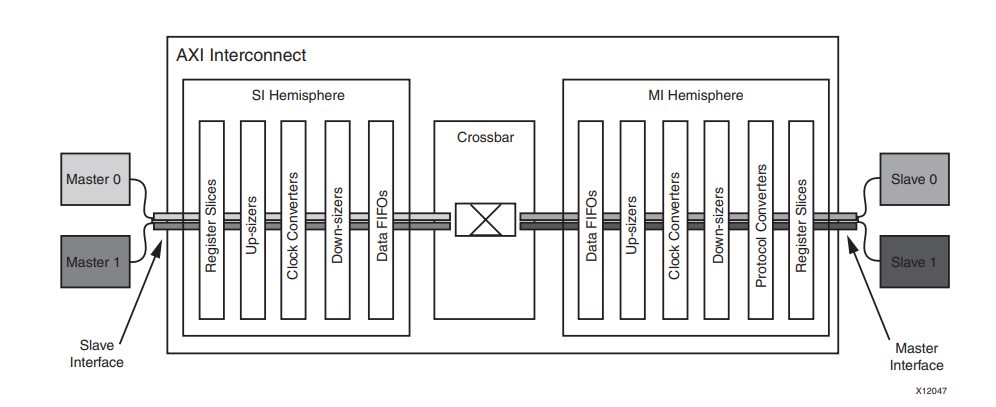 AXI Interconnect
SI Hemisphere
MI Hemisphere
Crossbar
Master 0
Master 1
Register Slices
Up-sizers
Clock Converters
Down-sizers
Data FIFOs
Data FIFOs
Up-sizers
Clock Converters
Down-sizers
Protocol Converters
Register Slices
Slave 0
Slave 1
Slave
Interface
Master
Interface
X12047